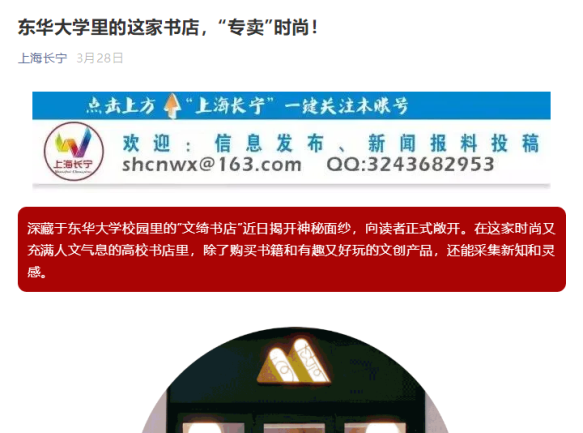 东华大学里的这家书店，“专卖”时尚！
上海长宁 3月28日
点击上方 “上海长宁” 一键关注本账号
上海长宁
欢迎：信息发布、新闻报料投稿
shcnwx@163.com QQ:3243682953
深藏于东华大学校园里的“文绮书店”近日揭开神秘面纱，向读者正式敞开。在这家时尚又
充满人文气息的高校书店里，除了购买书籍和有趣又好玩的文创产品，还能采集新知和灵
感。